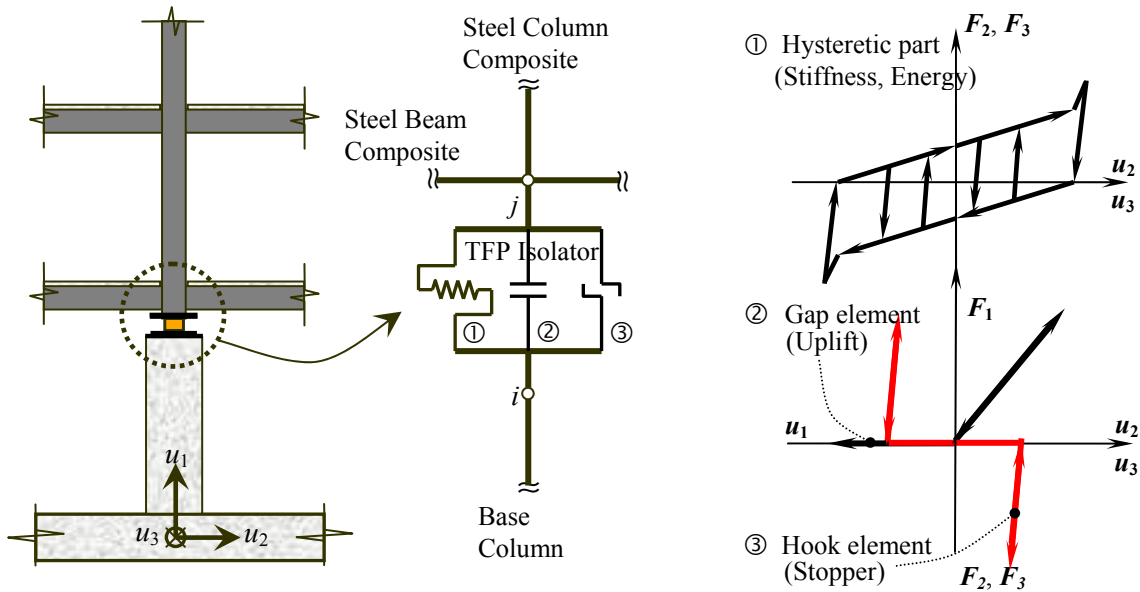 Steel Column
Composite
Steel Beam
Composite
j
TFP Isolator
① ② ③
i
Base
Column
u1
u3
u2
① Hysteretic part
(Stiffness, Energy)
F2, F3
u2
u3
② Gap element
(Uplift)
F1
u1
u2
u3
③ Hook element
(Stopper)
F2, F3